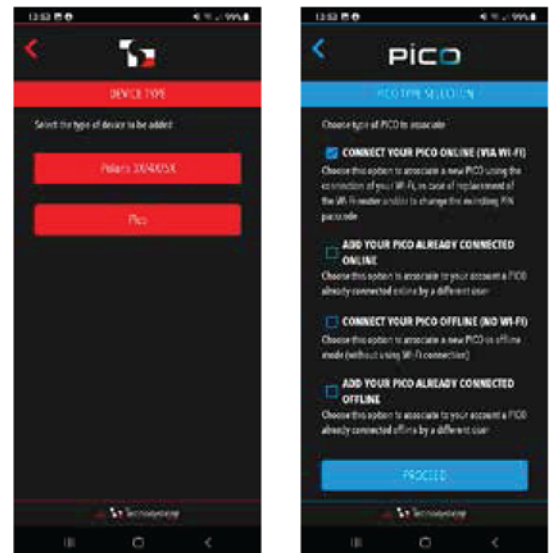 13:53
99%
DEVICE TYPE
Select the type of device to be added
Polaris 3X/4X/5X
Pico
Tecnosystemi
13:53
99%
PICO
PICO TYPE SELECTION
Choose type of PICO to associate
CONNECT YOUR PICO ONLINE (VIA WI-FI)
Choose this option to associate a new PICO using the
connection of your Wi-Fi, in case of replacement of
the Wi-Fi router and/or to change the existing PIN
passcode
ADD YOUR PICO ALREADY CONNECTED
ONLINE
Choose this option to associate to your account a PICO
already connected online by a different user
CONNECT YOUR PICO OFFLINE (NO WI-FI)
Choose this option to associate a new PICO in offline
mode (without using Wi-Fi connection)
ADD YOUR PICO ALREADY CONNECTED
OFFLINE
Choose this option to associate to your account a PICO
already connected offline by a different user
PROCEED
Tecnosystemi